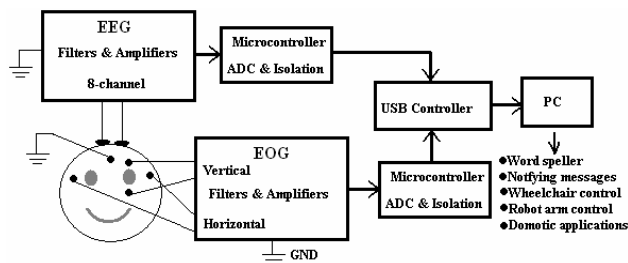 EEG
Filters & Amplifiers
8-channel
Microcontroller
ADC & Isolation
USB Controller
PC
EOG
Vertical
Filters & Amplifiers
Horizontal
GND
Microcontroller
ADC & Isolation
Word speller
Notfying messages
Wheelchair control
Robot arm control
Domotic applications